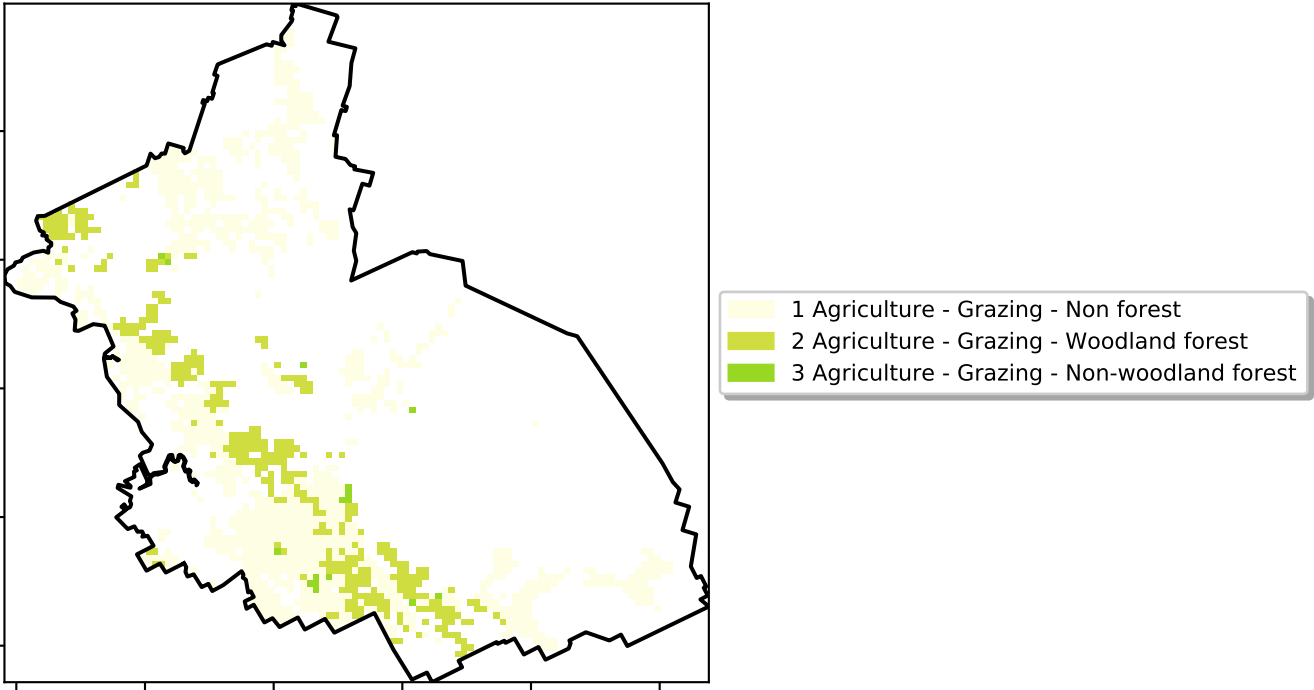 1 Agriculture - Grazing - Non forest
2 Agriculture - Grazing - Woodland forest
3 Agriculture - Grazing - Non-woodland forest